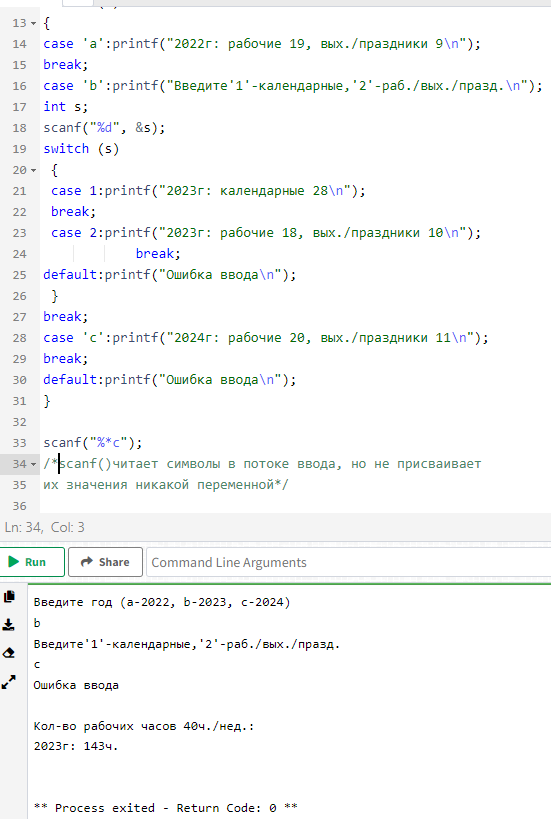 13 {
14 case 'a':printf("2022г: рабочие 19, вых./праздники 9\n");
15 break;
16 case 'b':printf("Введите'1'-календарные,'2'-раб./вых./празд.\n");
17 int s;
18 scanf("%d", &s);
19 switch (s)
20 {
21 case 1:printf("2023г: календарные 28\n");
22 break;
23 case 2:printf("2023г: рабочие 18, вых./праздники 10\n");
24 break;
25 default:printf("Ошибка ввода\n");
26 }
27 break;
28 case 'c':printf("2024г: рабочие 20, вых./праздники 11\n");
29 break;
30 default:printf("Ошибка ввода\n");
31 }
32
33 scanf("%*c");
34 /*scanf()читает символы в потоке ввода, но не присваивает
35 их значения никакой переменной*/
36
Ln: 34, Col: 3
Run Share Command Line Arguments
Введите год (a-2022, b-2023, c-2024)
b
Введите'1'-календарные,'2'-раб./вых./празд.
c
Ошибка ввода
Кол-во рабочих часов 40ч./нед.:
2023г: 143ч.
** Process exited - Return Code: 0 **